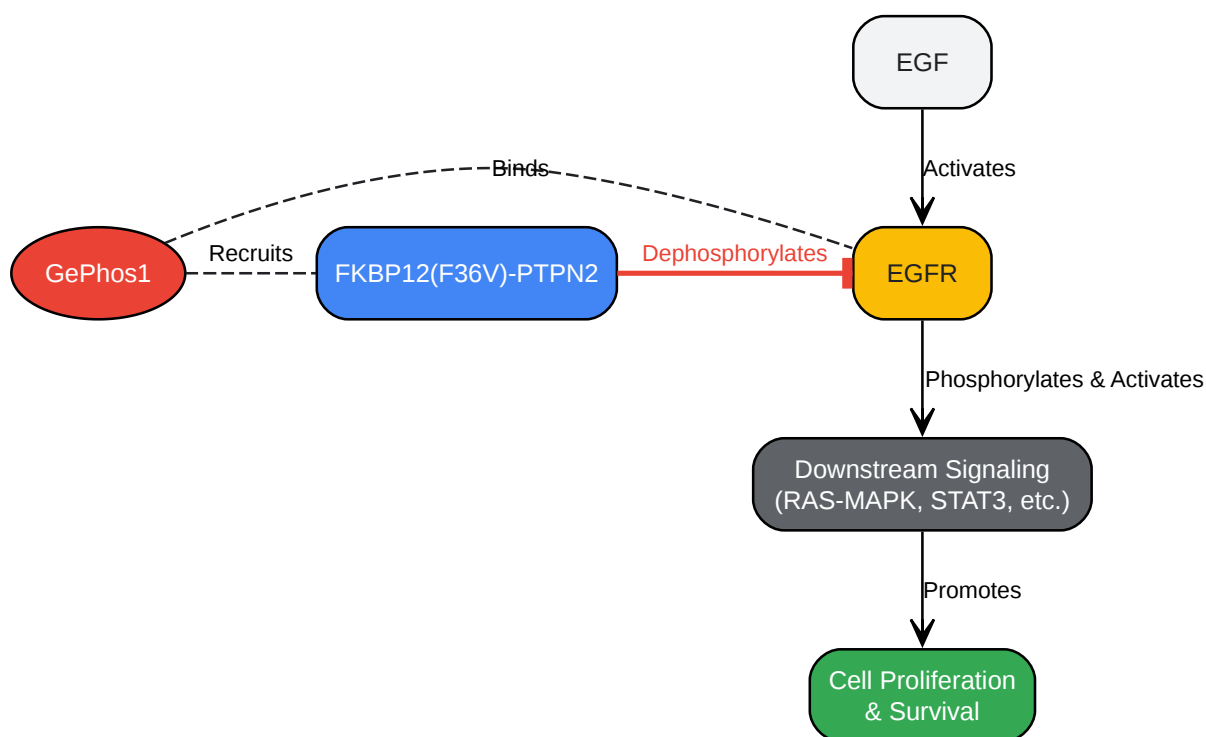 EGF
Activates
Binds
GePhos1
Recruits
FKBP12(F36V)-PTPN2
Dephosphorylates
EGFR
Phosphorylates & Activates
Downstream Signaling
(RAS-MAPK, STAT3, etc.)
Promotes
Cell Proliferation
& Survival